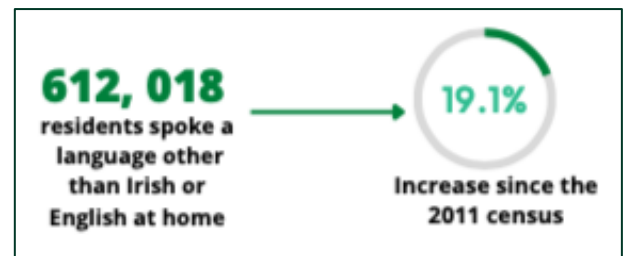 612, 018
residents spoke a
language other
than Irish or
English at home
19.1%
Increase since the
2011 census